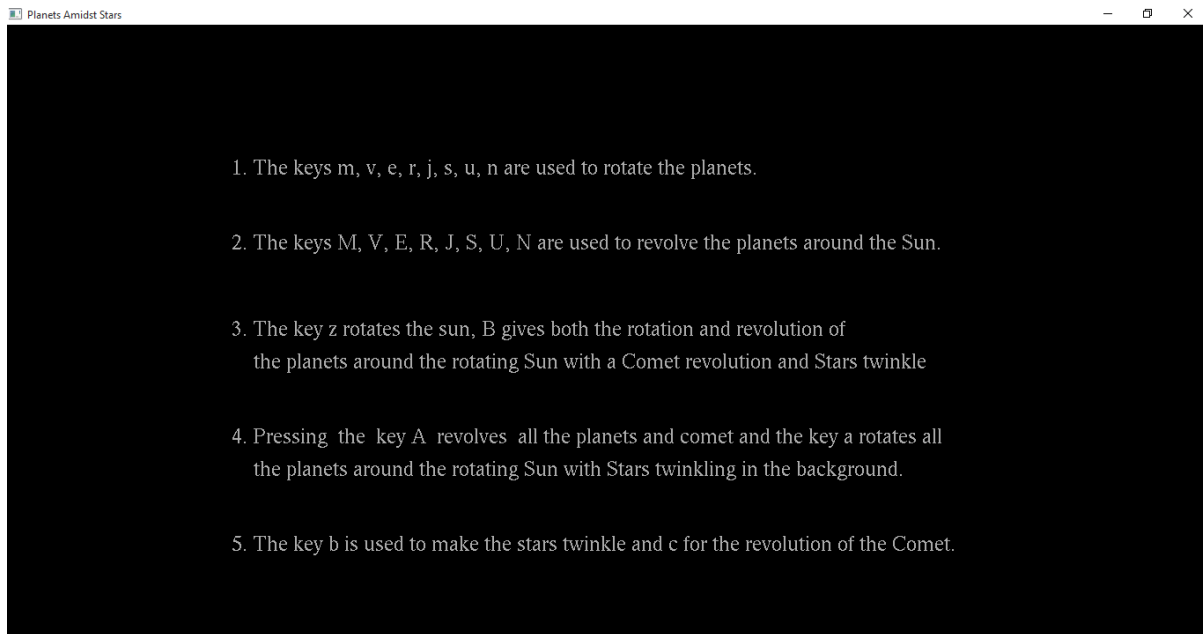 Planets Amidst Stars
1. The keys m, v, e, r, j, s, u, n are used to rotate the planets.
2. The keys M, V, E, R, J, S, U, N are used to revolve the planets around the Sun.
3. The key z rotates the sun, B gives both the rotation and revolution of
the planets around the rotating Sun with a Comet revolution and Stars twinkle
4. Pressing the key A revolves all the planets and comet and the key a rotates all
the planets around the rotating Sun with Stars twinkling in the background.
5. The key b is used to make the stars twinkle and c for the revolution of the Comet.